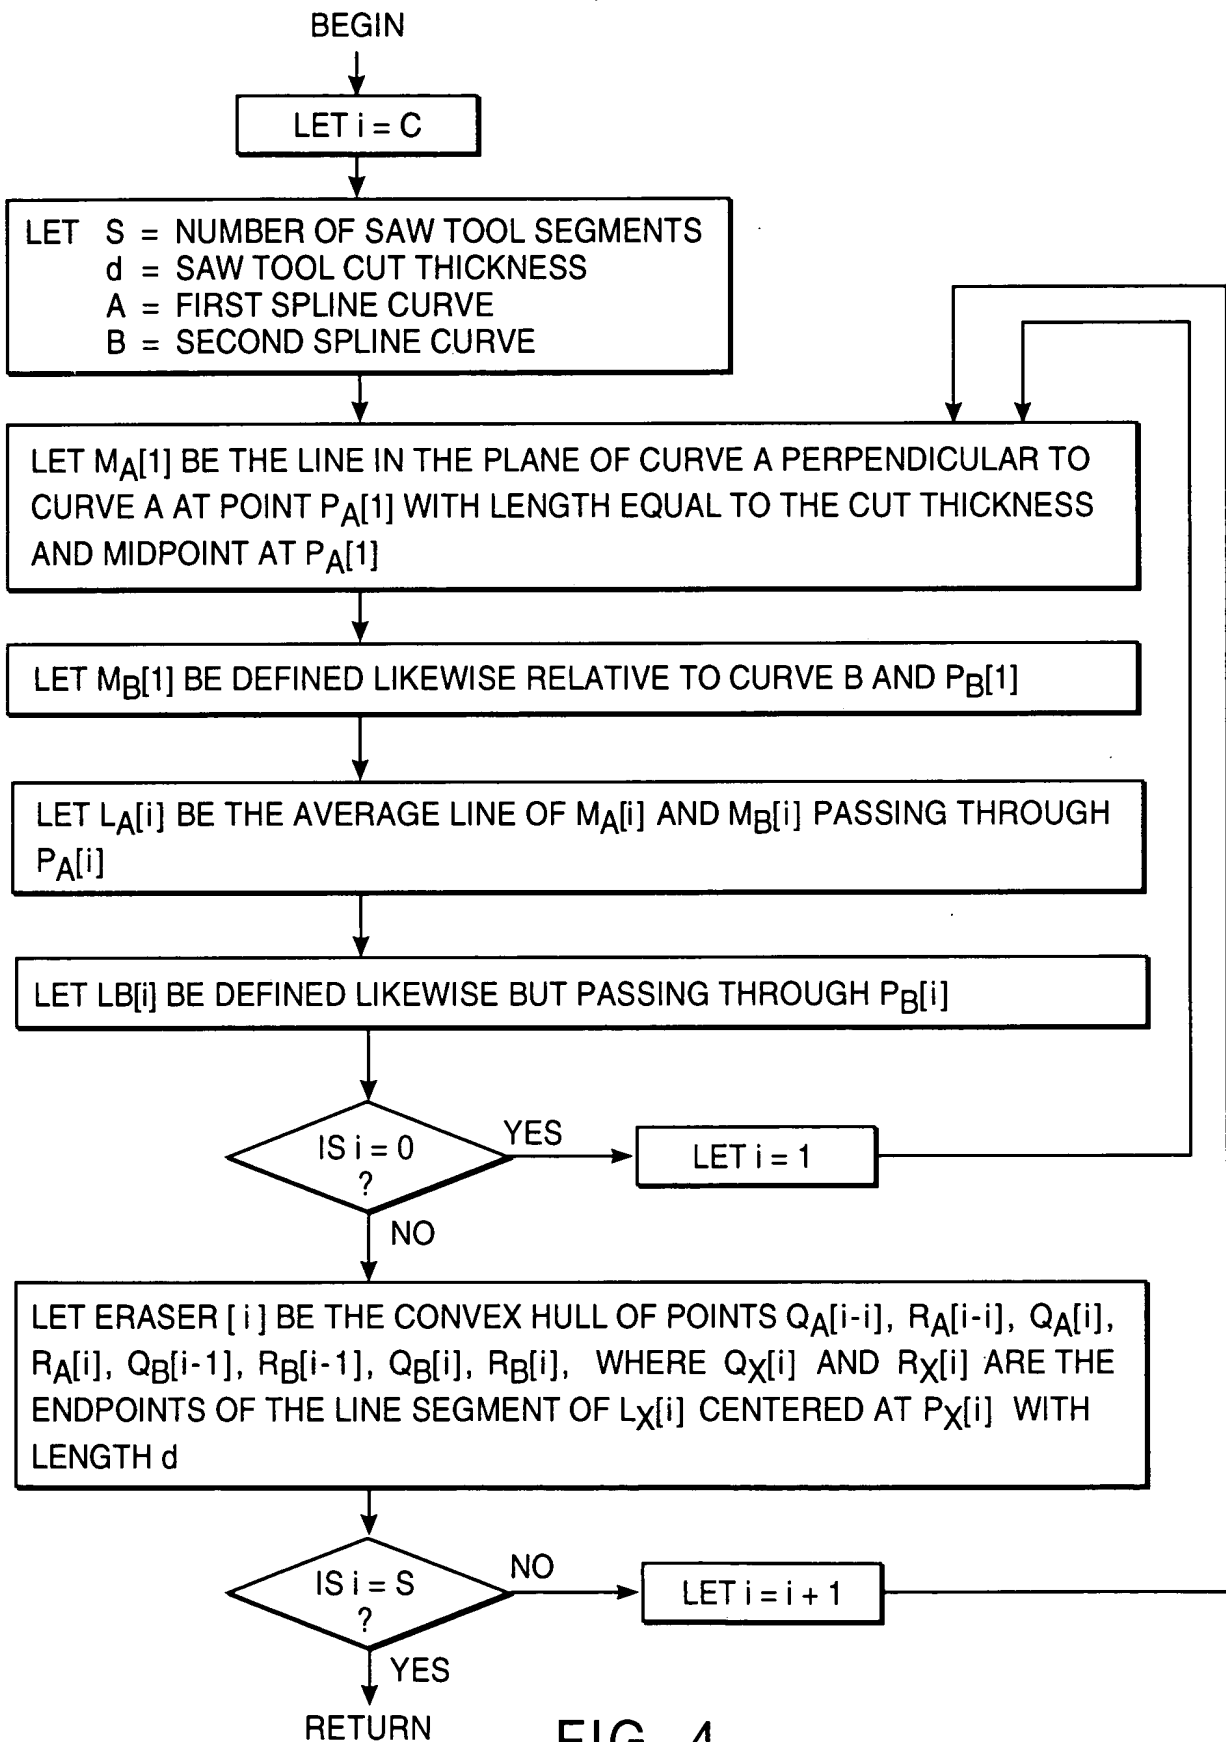 BEGIN
LET i = C
LET S = NUMBER OF SAW TOOL SEGMENTS
d = SAW TOOL CUT THICKNESS
A = FIRST SPLINE CURVE
B = SECOND SPLINE CURVE
LET MA[1] BE THE LINE IN THE PLANE OF CURVE A PERPENDICULAR TO
CURVE A AT POINT PA[1] WITH LENGTH EQUAL TO THE CUT THICKNESS
AND MIDPOINT AT PA[1]
LET MB[1] BE DEFINED LIKEWISE RELATIVE TO CURVE B AND PB[1]
LET LA[i] BE THE AVERAGE LINE OF MA[i] AND MB[i] PASSING THROUGH
PA[i]
LET LB[i] BE DEFINED LIKEWISE BUT PASSING THROUGH PB[i]
IS i = 0
?
YES
LET i = 1
NO
LET ERASER [ i ] BE THE CONVEX HULL OF POINTS QA[i-i], RA[i-i], QA[i],
RA[i], QB[i-1], RB[i-1], QB[i], RB[i], WHERE QX[i] AND RX[i] ARE THE
ENDPOINTS OF THE LINE SEGMENT OF LX[i] CENTERED AT PX[i] WITH
LENGTH d
IS i = S
?
NO
LET i = i + 1
YES
RETURN
FIG. 4